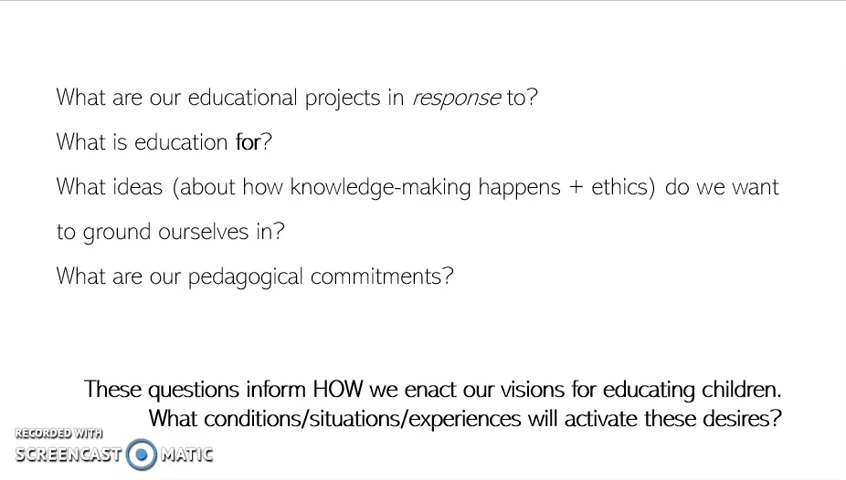 What are our educational projects in response to?
What is education for?
What ideas (about how knowledge-making happens + ethics) do we want
to ground ourselves in?
What are our pedagogical commitments?
These questions inform HOW we enact our visions for educating children.
What conditions/situations/experiences will activate these desires?
RECORDED WITH
SCREENCAST MATIC